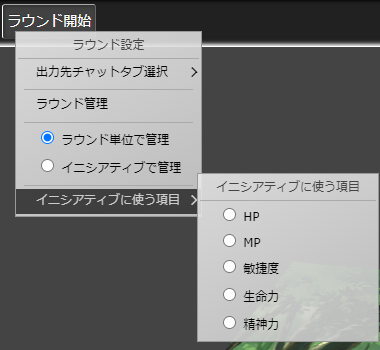 ラウンド開始
ラウンド設定
出力先チャットタブ選択
ラウンド管理
ラウンド単位で管理
イニシアティブで管理
イニシアティブに使う項目
イニシアティブに使う項目
HP
MP
敏捷度
生命力
精神力